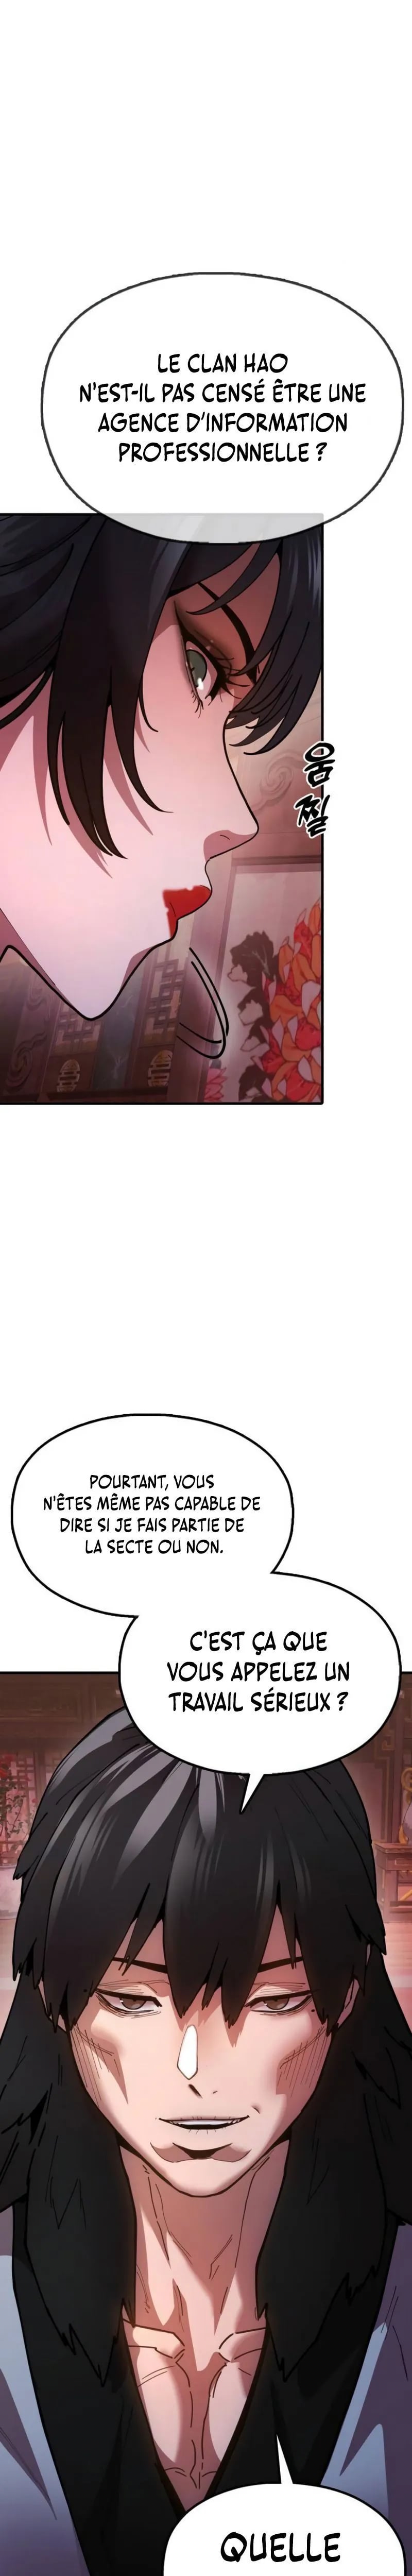 LE CLAN HAO
N'EST-IL PAS CENSÉ ÊTRE UNE
AGENCE D'INFORMATION
PROFESSIONNELLE ?
움찔
POURTANT, VOUS
N'ÊTES MÊME PAS CAPABLE DE
DIRE SI JE FAIS PARTIE DE
LA SECTE OU NON.
C'EST ÇA QUE
VOUS APPELEZ UN
TRAVAIL SÉRIEUX ?
QUELLE